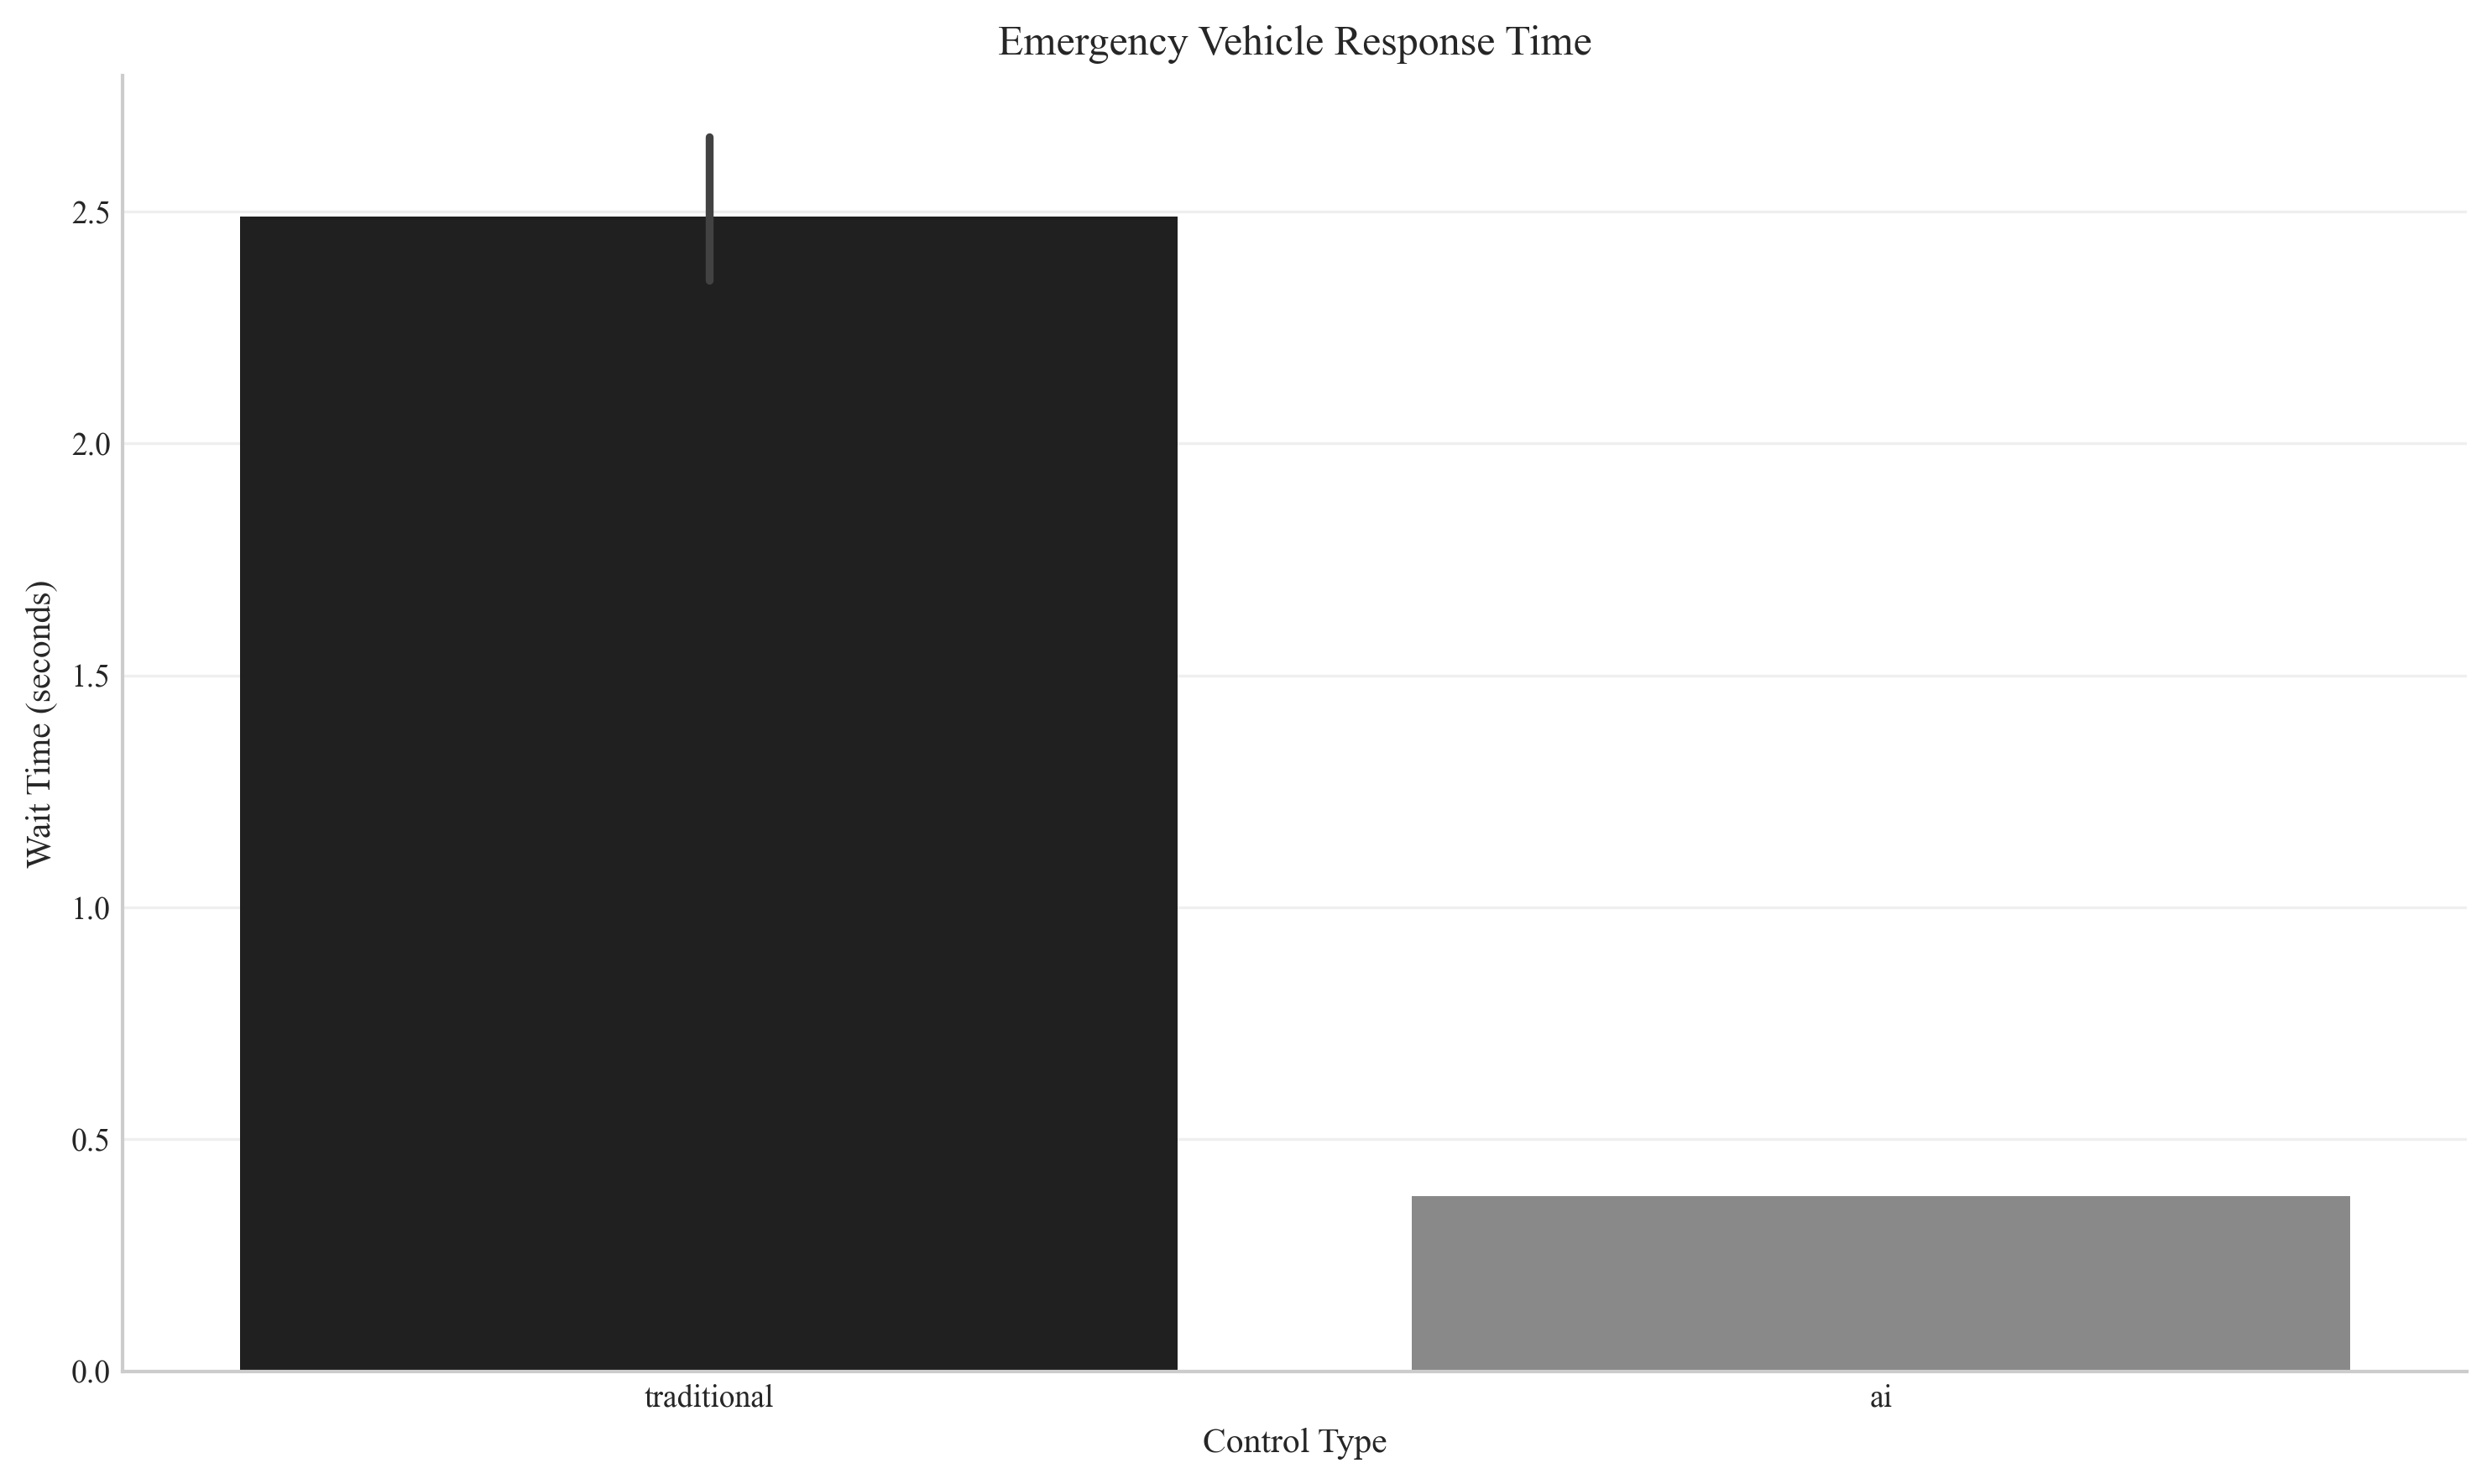 Emergency Vehicle Response Time
Wait Time (seconds)
2.5
2.0
1.5
1.0
0.5
0.0
traditional
ai
Control Type